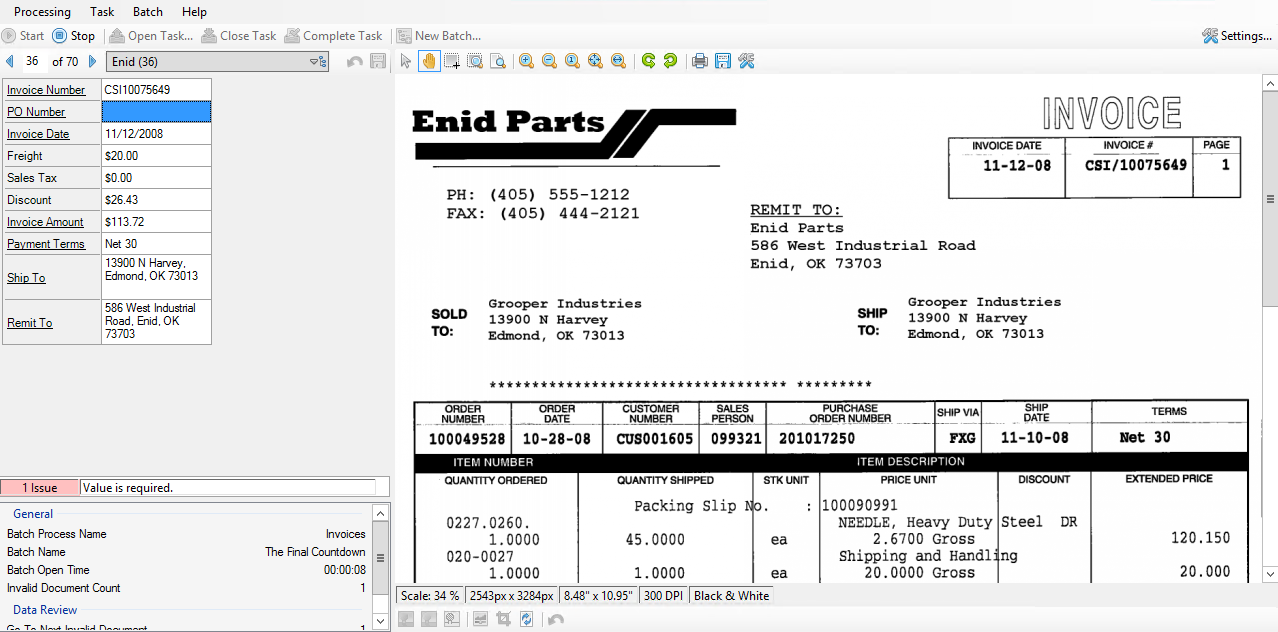 Processing Task Batch Help
Start Stop Open Task... Close Task Complete Task New Batch... Settings...
36 of 70 Enid (36)
Invoice Number CSI10075649
PO Number
Invoice Date 11/12/2008
Freight $20.00
Sales Tax $0.00
Discount $26.43
Invoice Amount $113.72
Payment Terms Net 30
Ship To 13900 N Harvey,
Edmond, OK 73013
Remit To 586 West Industrial
Road, Enid, OK
73703
1 Issue Value is required.
General
Batch Process Name Invoices
Batch Name The Final Countdown
Batch Open Time 00:00:08
Invalid Document Count 1
Data Review
Go To Next Invalid Document 1
Enid Parts
INVOICE
INVOICE DATE INVOICE # PAGE
11-12-08 CSI/10075649 1
PH: (405) 555-1212
FAX: (405) 444-2121
REMIT TO:
Enid Parts
586 West Industrial Road
Enid, OK 73703
SOLD TO:
Grooper Industries
13900 N Harvey
Edmond, OK 73013
SHIP TO:
Grooper Industries
13900 N Harvey
Edmond, OK 73013
*********************************** *********
ORDER NUMBER ORDER DATE CUSTOMER NUMBER SALES PERSON PURCHASE ORDER NUMBER SHIP VIA SHIP DATE TERMS
100049528 10-28-08 CUS001605 099321 201017250 FXG 11-10-08 Net 30
ITEM NUMBER ITEM DESCRIPTION
QUANTITY ORDERED QUANTITY SHIPPED STK UNIT PRICE UNIT DISCOUNT EXTENDED PRICE
Packing Slip No. : 100090991
0227.0260. NEEDLE, Heavy Duty Steel DR
1.0000 45.0000 ea 2.6700 Gross 120.150
020-0027 Shipping and Handling
1.0000 1.0000 ea 20.0000 Gross 20.000
Scale: 34 % 2543px x 3284px 8.48" x 10.95" 300 DPI Black & White